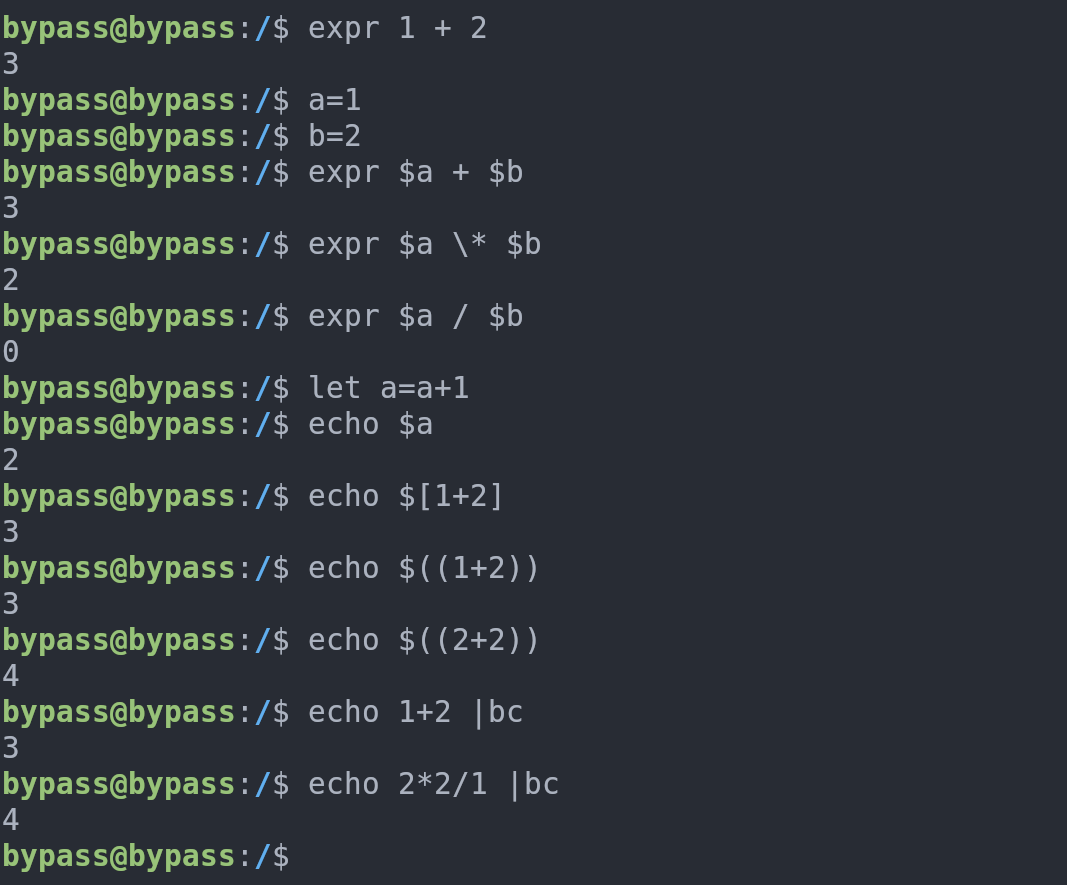 bypass@bypass:/$ expr 1 + 2
3
bypass@bypass:/$ a=1
bypass@bypass:/$ b=2
bypass@bypass:/$ expr $a + $b
3
bypass@bypass:/$ expr $a \* $b
2
bypass@bypass:/$ expr $a / $b
0
bypass@bypass:/$ let a=a+1
bypass@bypass:/$ echo $a
2
bypass@bypass:/$ echo $[1+2]
3
bypass@bypass:/$ echo $((1+2))
3
bypass@bypass:/$ echo $((2+2))
4
bypass@bypass:/$ echo 1+2 |bc
3
bypass@bypass:/$ echo 2*2/1 |bc
4
bypass@bypass:/$